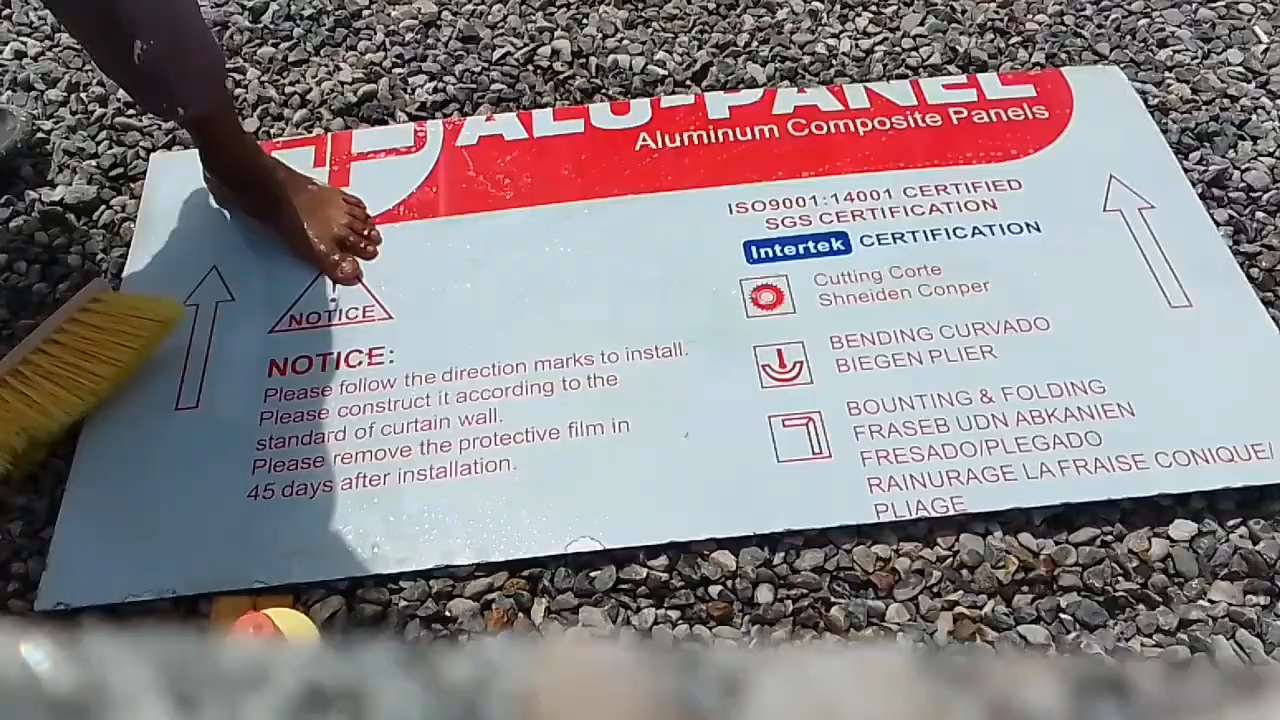 ALU-PANEL
Aluminum Composite Panels
ISO9001:14001 CERTIFIED
SGS CERTIFICATION
Intertek CERTIFICATION
Cutting Corte
Shneiden Conper
BENDING CURVADO
BIEGEN PLIER
BOUNTING & FOLDING
FRASEB UDN ABKANIEN
FRESADO/PLEGADO
RAINURAGE LA FRAISE CONIQUE/
PLIAGE
NOTICE
NOTICE:
Please follow the direction marks to install.
Please construct it according to the
standard of curtain wall.
Please remove the protective film in
45 days after installation.